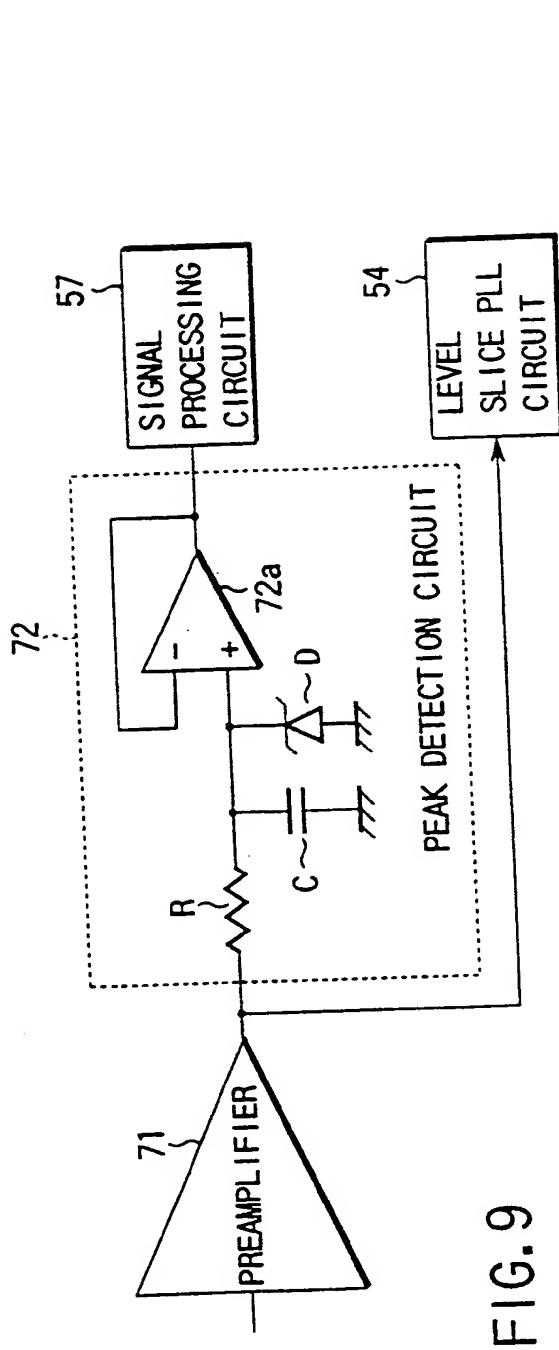 71
PREAMPLIFIER
72
R
C
D
-
+
72a
PEAK DETECTION CIRCUIT
57
SIGNAL
PROCESSING
CIRCUIT
54
LEVEL
SLICE PLL
CIRCUIT
FIG. 9